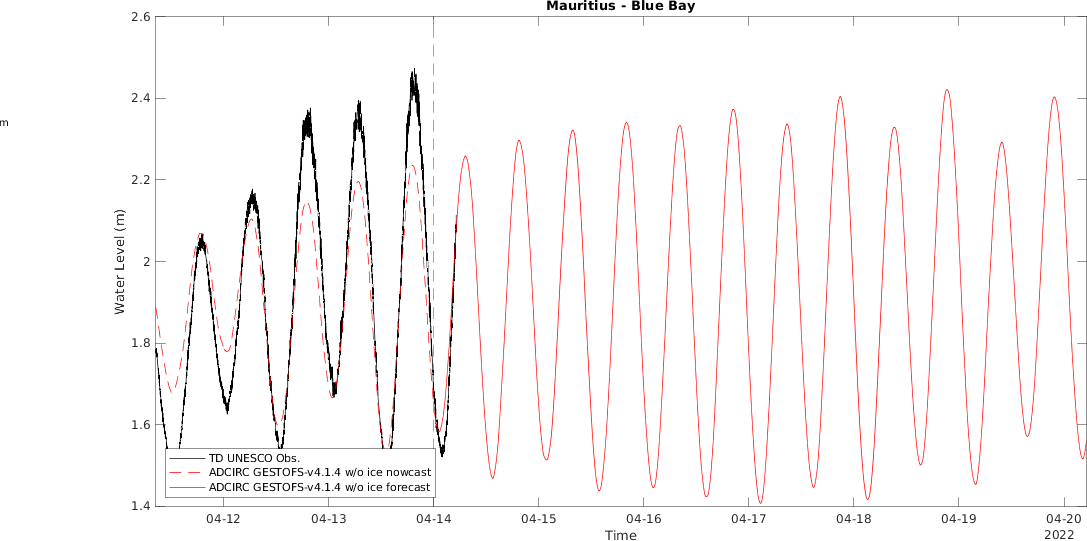 Mauritius - Blue Bay
2.6
2.4
2.2
2
1.8
1.6
1.4
Water Level (m)
m
TD UNESCO Obs.
ADCIRC GESTOFS-v4.1.4 w/o ice nowcast
ADCIRC GESTOFS-v4.1.4 w/o ice forecast
04-12 04-13 04-14 04-15 04-16 04-17 04-18 04-19 04-20
Time
2022